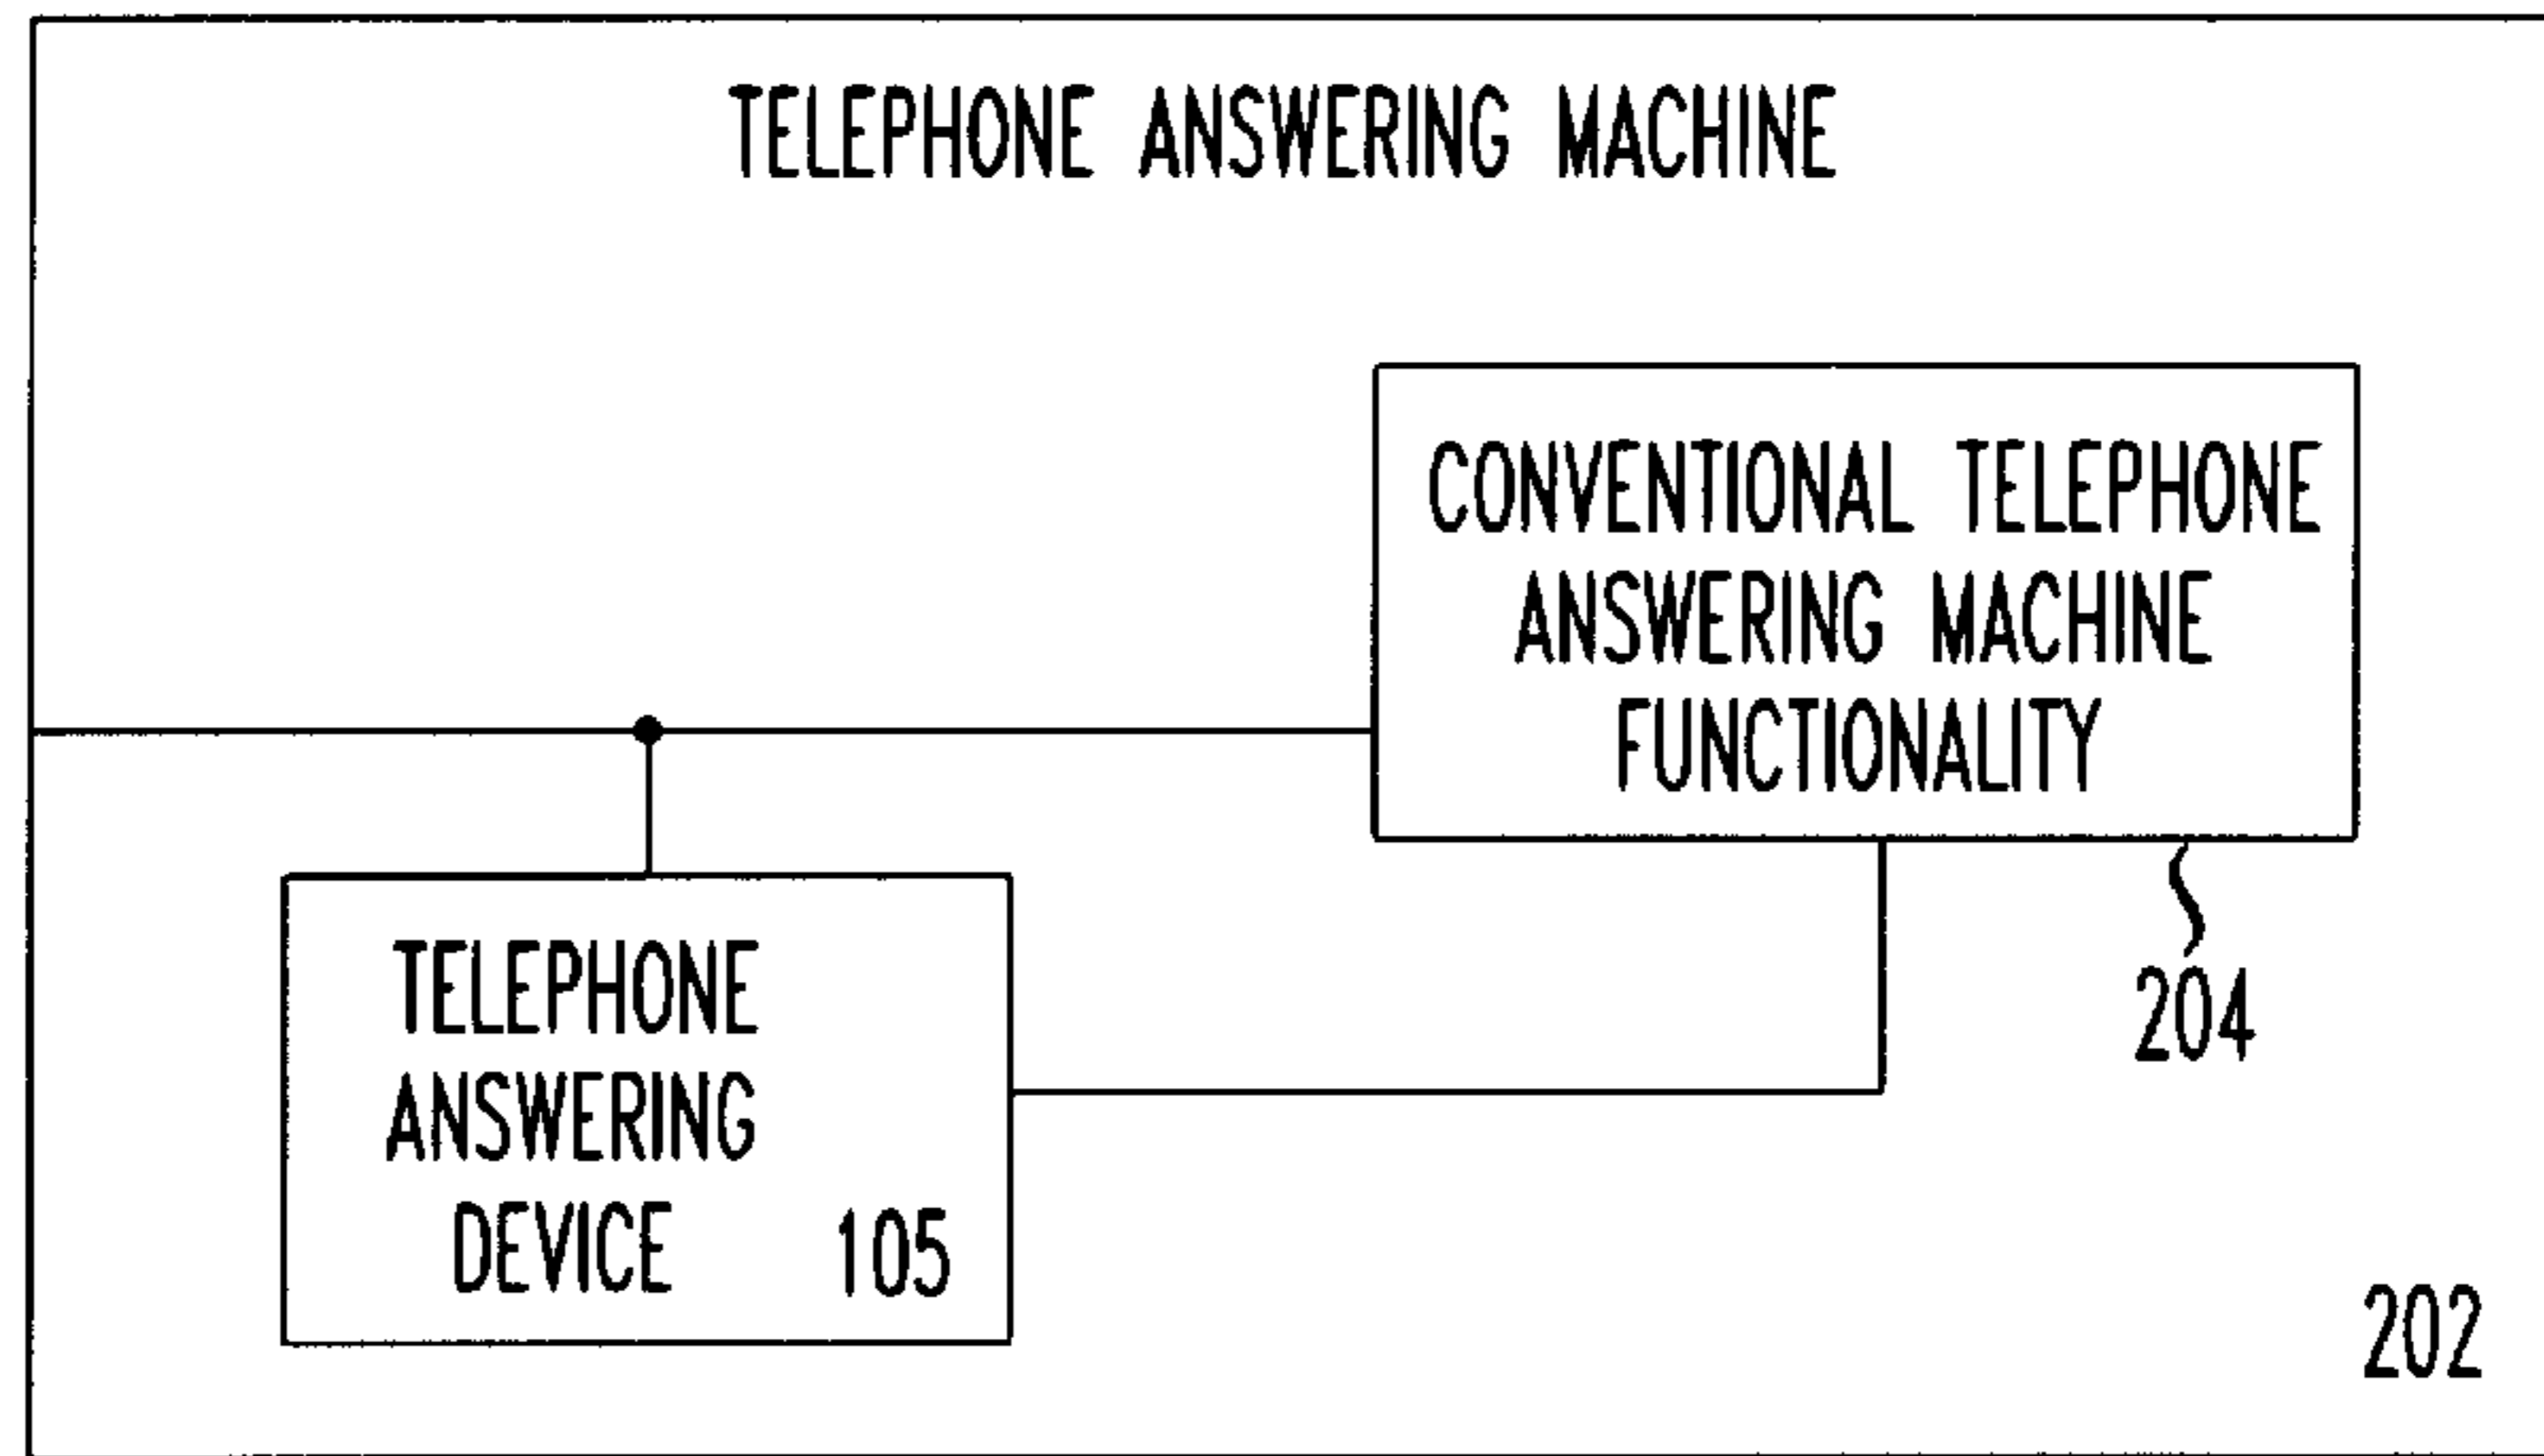 TELEPHONE ANSWERING MACHINE
CONVENTIONAL TELEPHONE
ANSWERING MACHINE
FUNCTIONALITY
204
TELEPHONE
ANSWERING
DEVICE 105
202